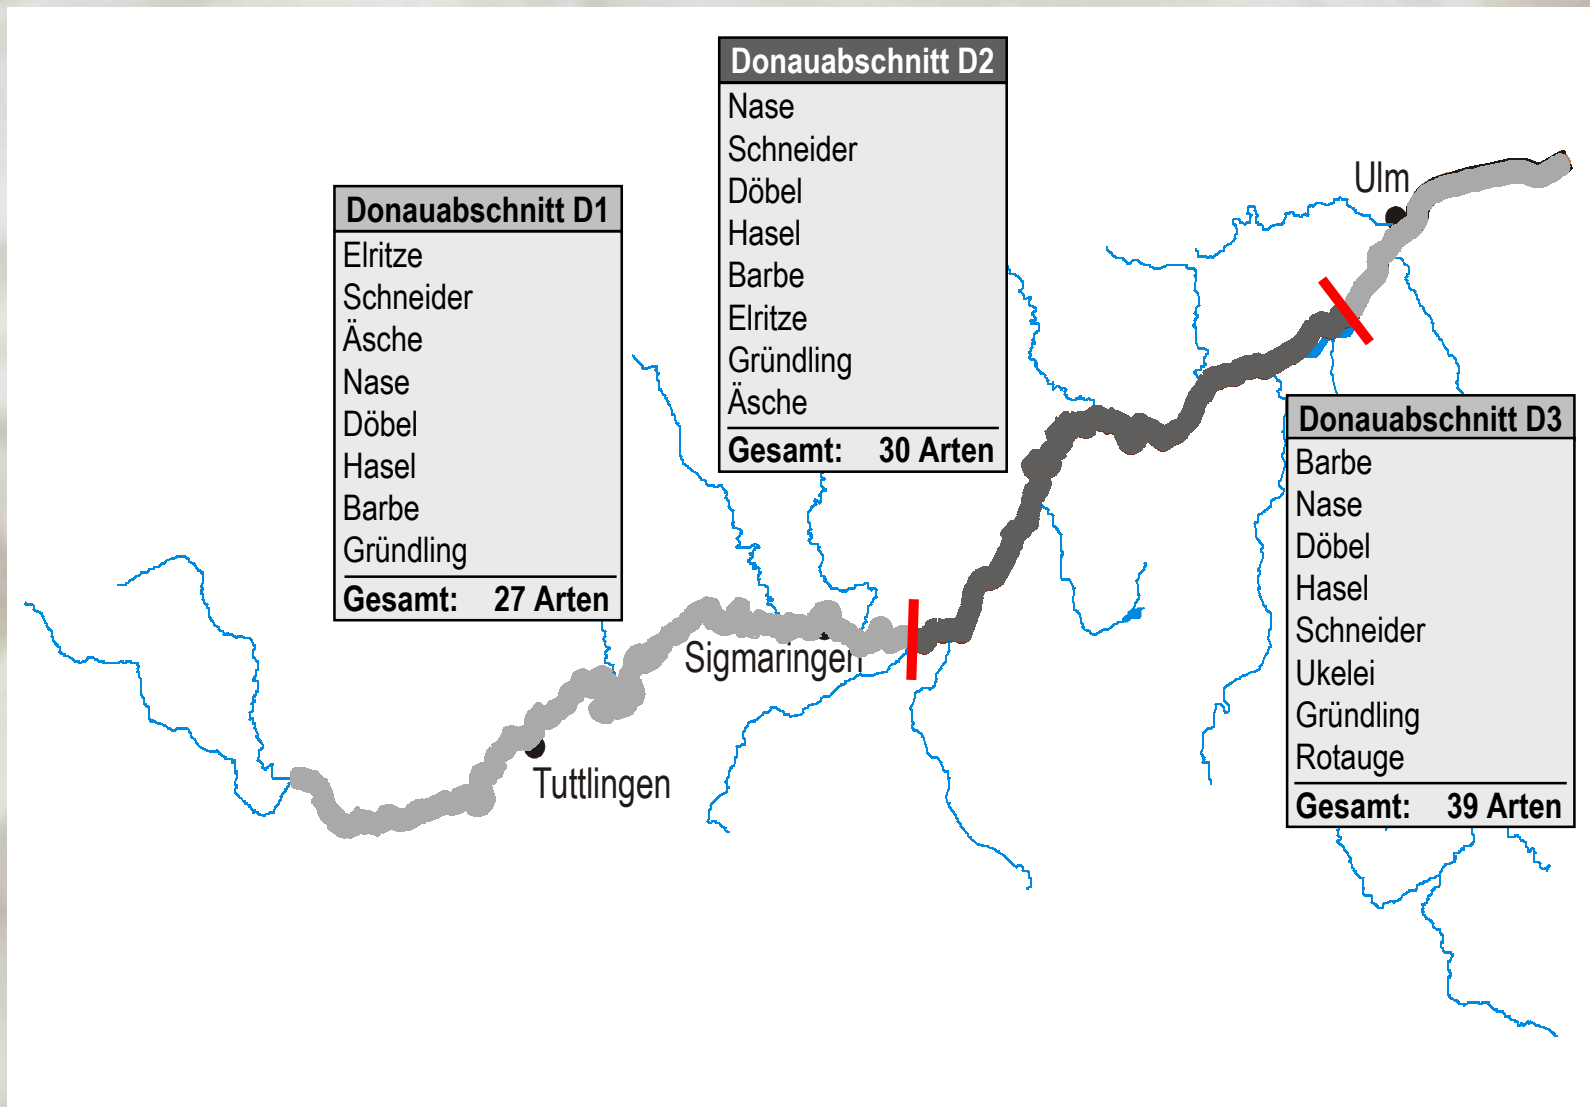 Donauabschnitt D1
Elritze
Schneider
Äsche
Nase
Döbel
Hasel
Barbe
Gründling
Gesamt: 27 Arten
Donauabschnitt D2
Nase
Schneider
Döbel
Hasel
Barbe
Elritze
Gründling
Äsche
Gesamt: 30 Arten
Ulm
Donauabschnitt D3
Barbe
Nase
Döbel
Hasel
Schneider
Ukelei
Gründling
Rotauge
Gesamt: 39 Arten
Sigmaringen
Tuttlingen